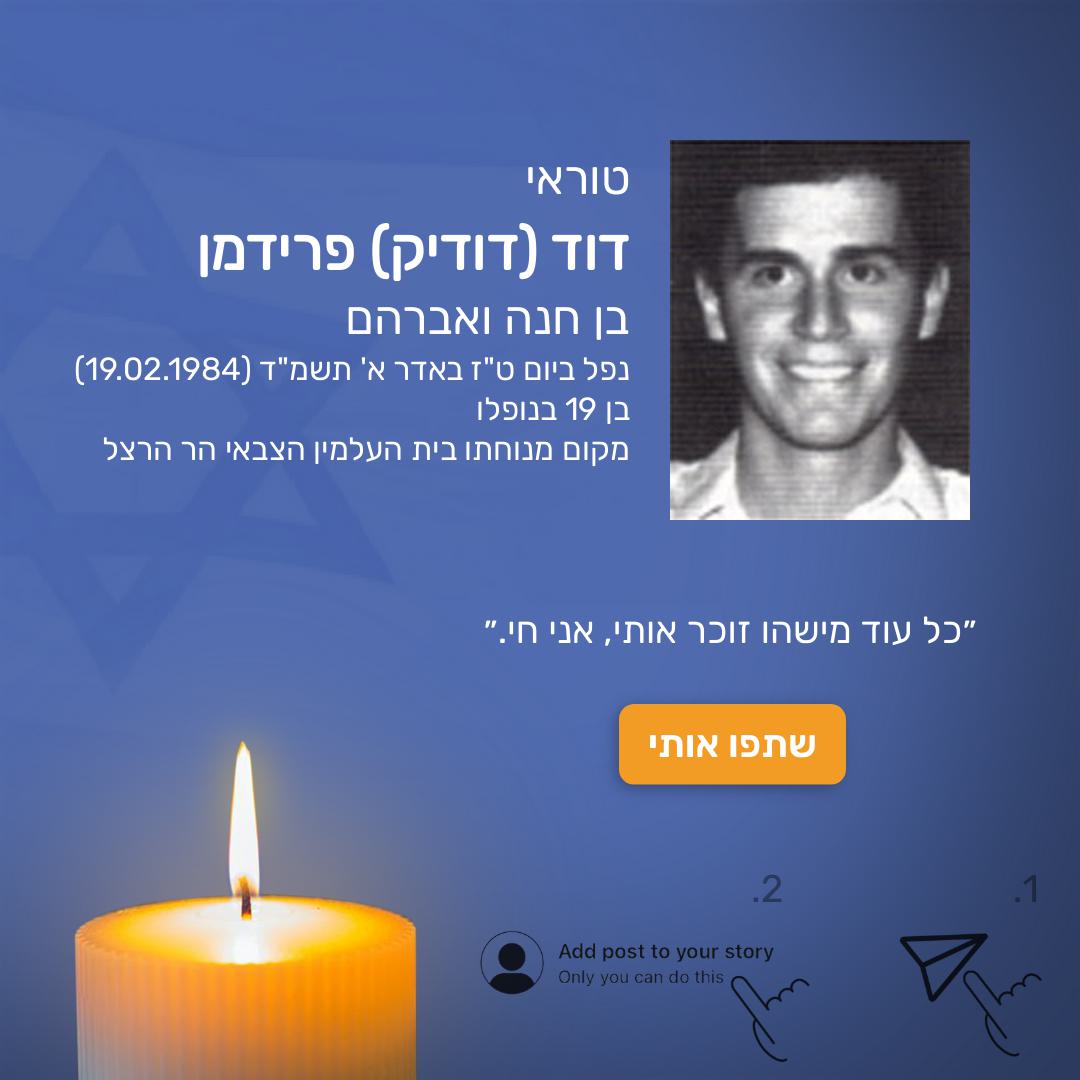 טוראי
דוד (דודיק) פרידמן
בן חנה ואברהם
נפל ביום ט"ז באדר א' תשמ"ד (19.02.1984)
בן 19 בנופלו
מקום מנוחתו בית העלמין הצבאי הר הרצל
״כל עוד מישהו זוכר אותי, אני חי.״
שתפו אותי
.1
.2
Add post to your story
Only you can do this